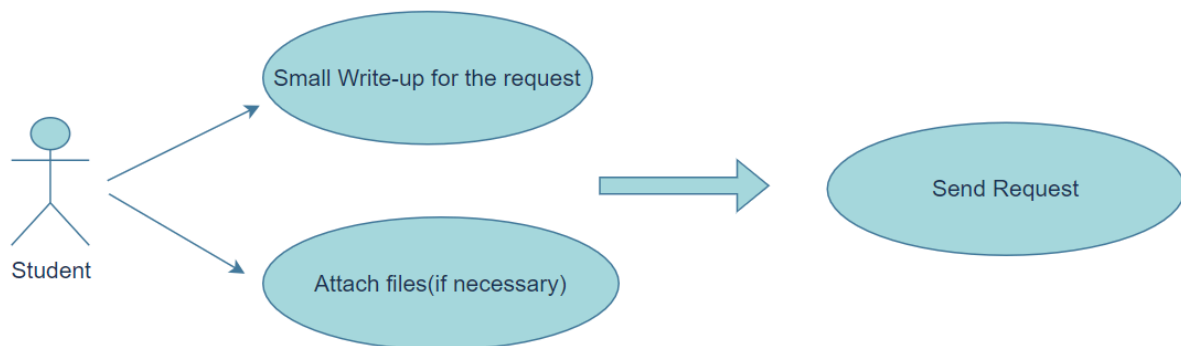 Small Write-up for the request
Send Request
Student
Attach files(if necessary)